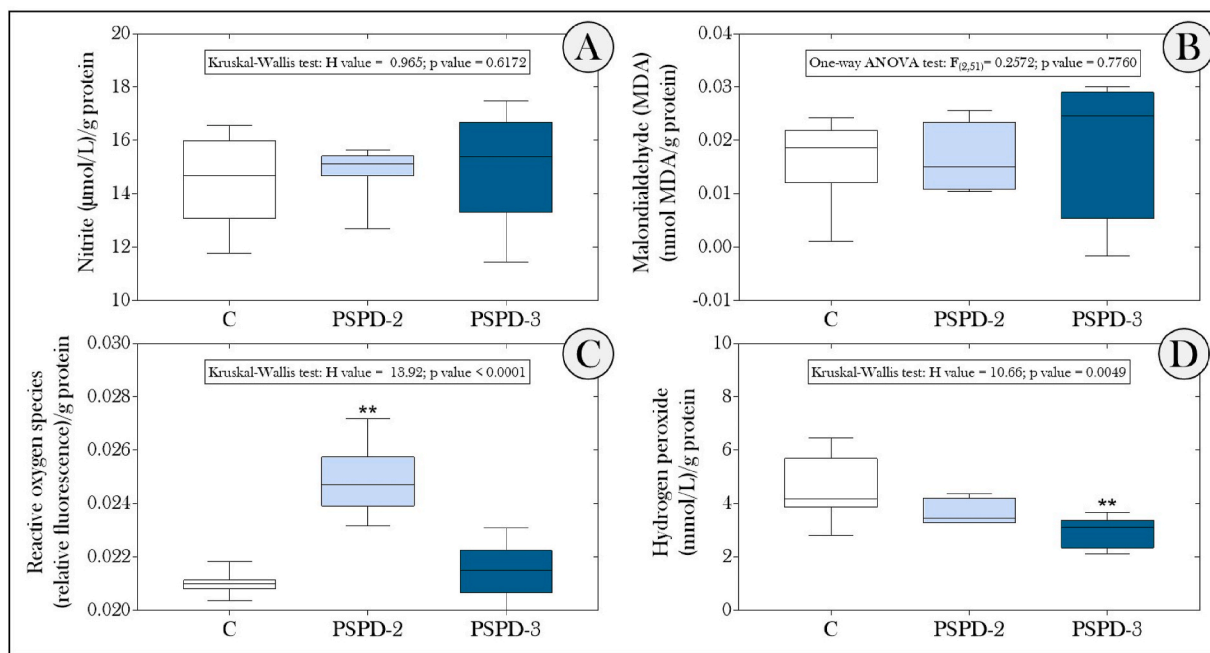 A
Kruskal-Wallis test: H value = 0.965; p value = 0.6172
Nitrite (µmol/L)/g protein
20
18
16
14
12
10
C
PSPD-2
PSPD-3
B
One-way ANOVA test: F(2,51)= 0.2572; p value = 0.7760
Malondialdehyde (MDA)
(nmol MDA/g protein)
0.04
0.03
0.02
0.01
0.00
-0.01
C
PSPD-2
PSPD-3
C
Kruskal-Wallis test: H value = 13.92; p value < 0.0001
Reactive oxygen species
(relative fluorescence)/g protein
0.030
0.028
0.026
0.024
0.022
0.020
**
C
PSPD-2
PSPD-3
D
Kruskal-Wallis test: H value = 10.66; p value = 0.0049
Hydrogen peroxide
(mmol/L)/g protein
10
8
6
4
2
0
**
C
PSPD-2
PSPD-3